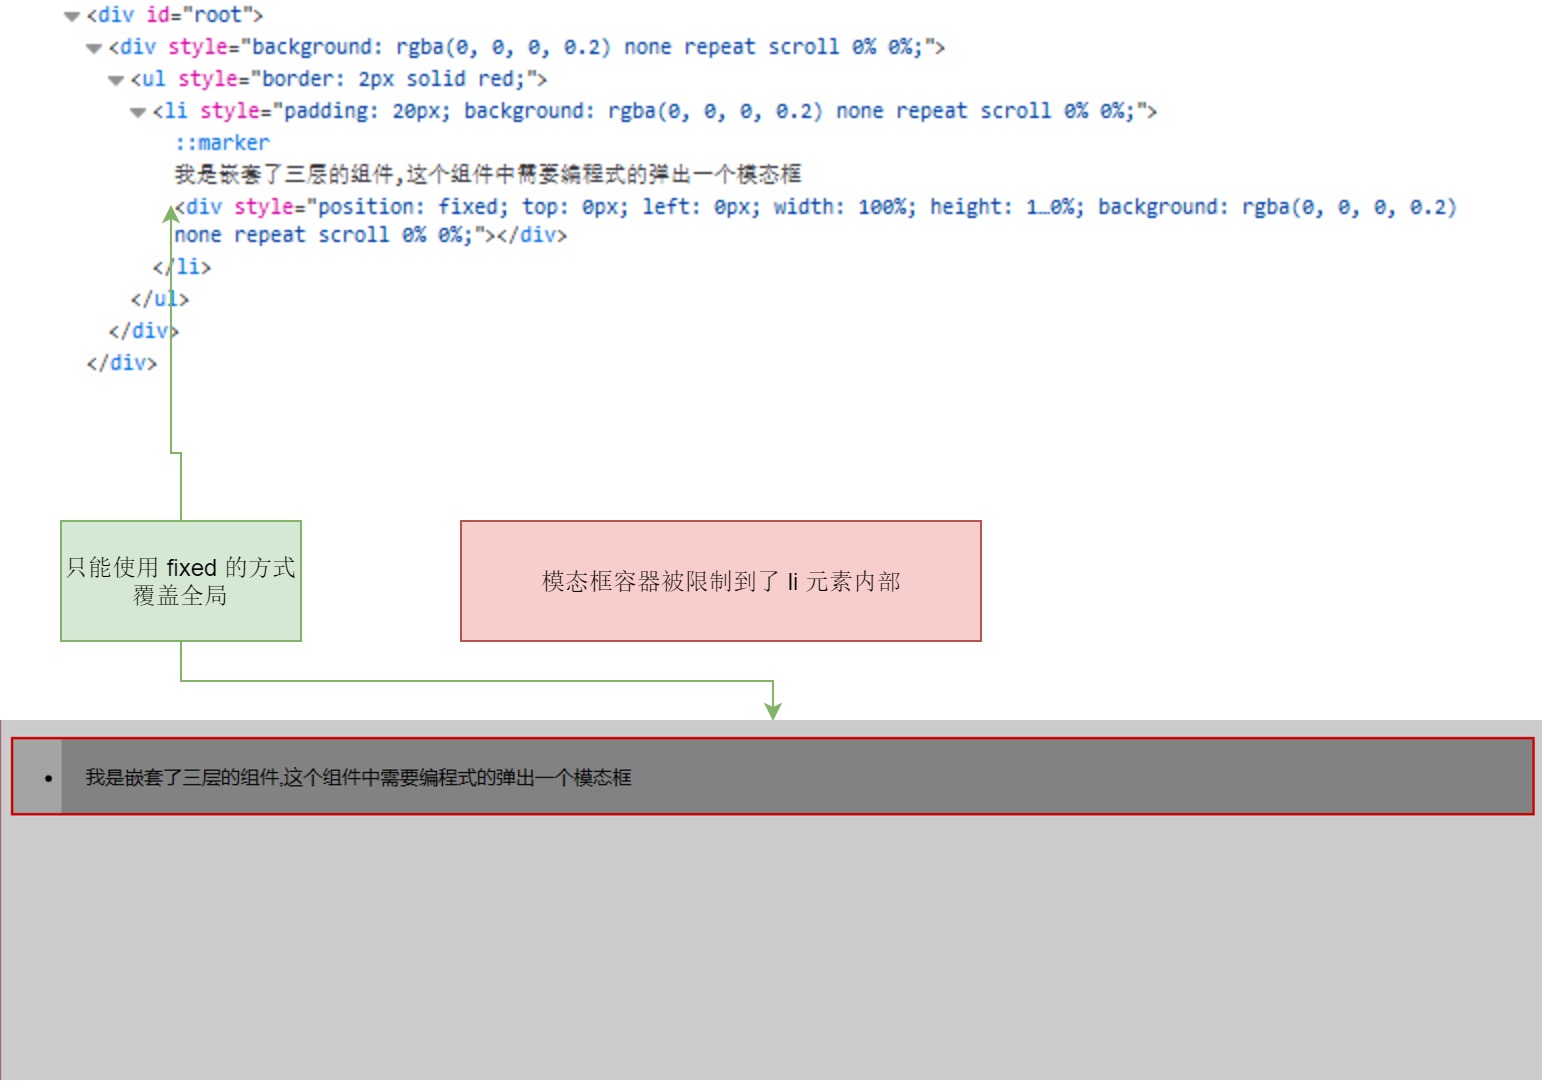 <div id="root">
<div style="background: rgba(0, 0, 0, 0.2) none repeat scroll 0% 0%;">
<ul style="border: 2px solid red;">
<li style="padding: 20px; background: rgba(0, 0, 0, 0.2) none repeat scroll 0% 0%;">
::marker
我是嵌套了三层的组件,这个组件中需要编程式的弹出一个模态框
<div style="position: fixed; top: 0px; left: 0px; width: 100%; height: 1…0%; background: rgba(0, 0, 0, 0.2)
none repeat scroll 0% 0%;"></div>
</li>
</ul>
</div>
</div>
只能使用 fixed 的方式
覆盖全局
模态框容器被限制到了 li 元素内部
• 我是嵌套了三层的组件,这个组件中需要编程式的弹出一个模态框